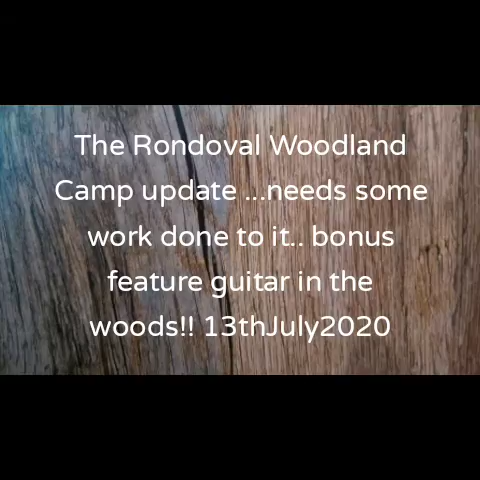 The Rondoval Woodland
Camp update ...needs some
work done to it.. bonus
feature guitar in the
woods!! 13thJuly2020